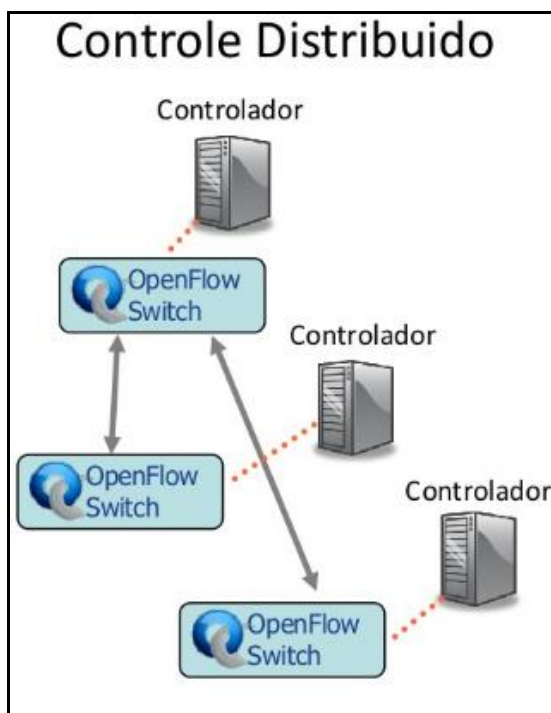 Controle Distribuido
Controlador
OpenFlow
Switch
Controlador
OpenFlow
Switch
Controlador
OpenFlow
Switch